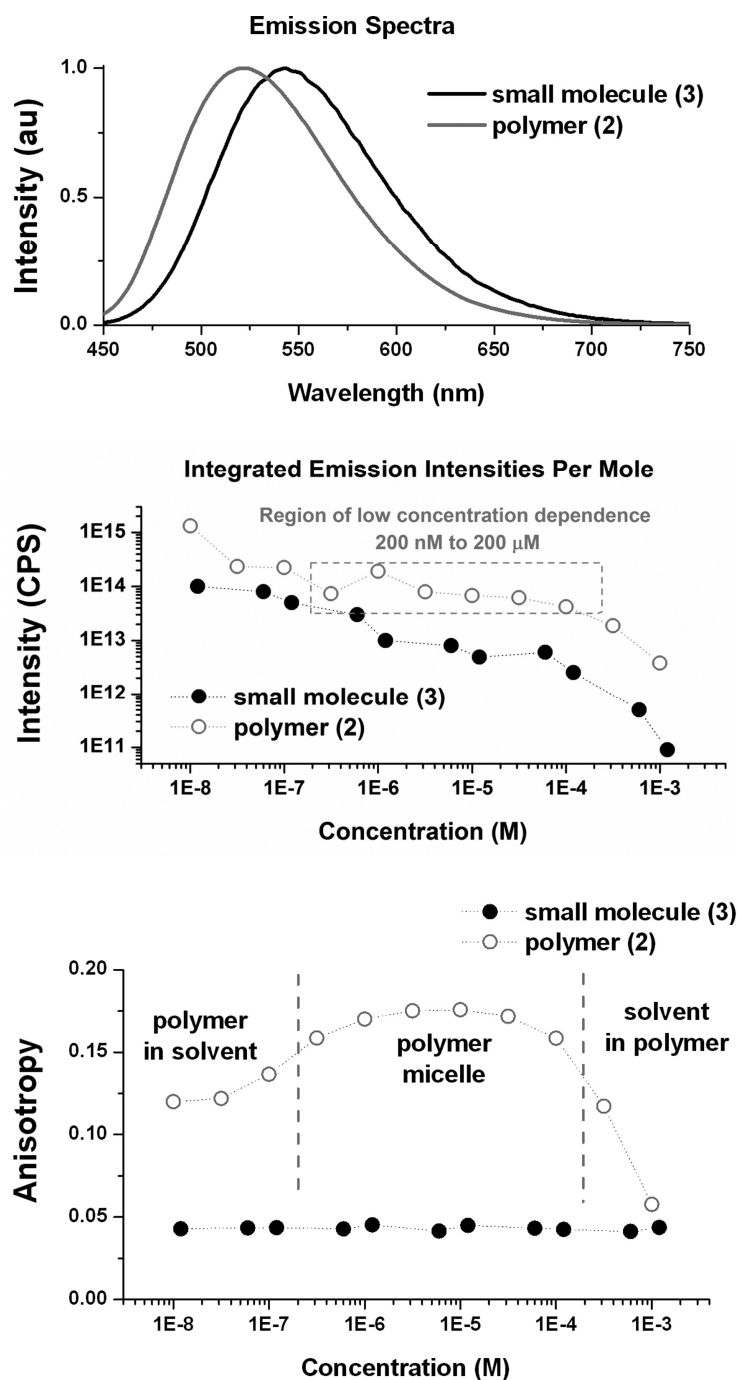 Emission Spectra
1.0
small molecule (3)
polymer (2)
Intensity (au)
0.5
0.0
450 500 550 600 650 700 750
Wavelength (nm)
Integrated Emission Intensities Per Mole
1E15
Region of low concentration dependence
200 nM to 200 μM
Intensity (CPS)
1E14
1E13
1E12
small molecule (3)
polymer (2)
1E11
1E-8 1E-7 1E-6 1E-5 1E-4 1E-3
Concentration (M)
small molecule (3)
polymer (2)
0.20
polymer
in solvent
polymer
micelle
solvent
in polymer
0.15
Anisotropy
0.10
0.05
0.00
1E-8 1E-7 1E-6 1E-5 1E-4 1E-3
Concentration (M)